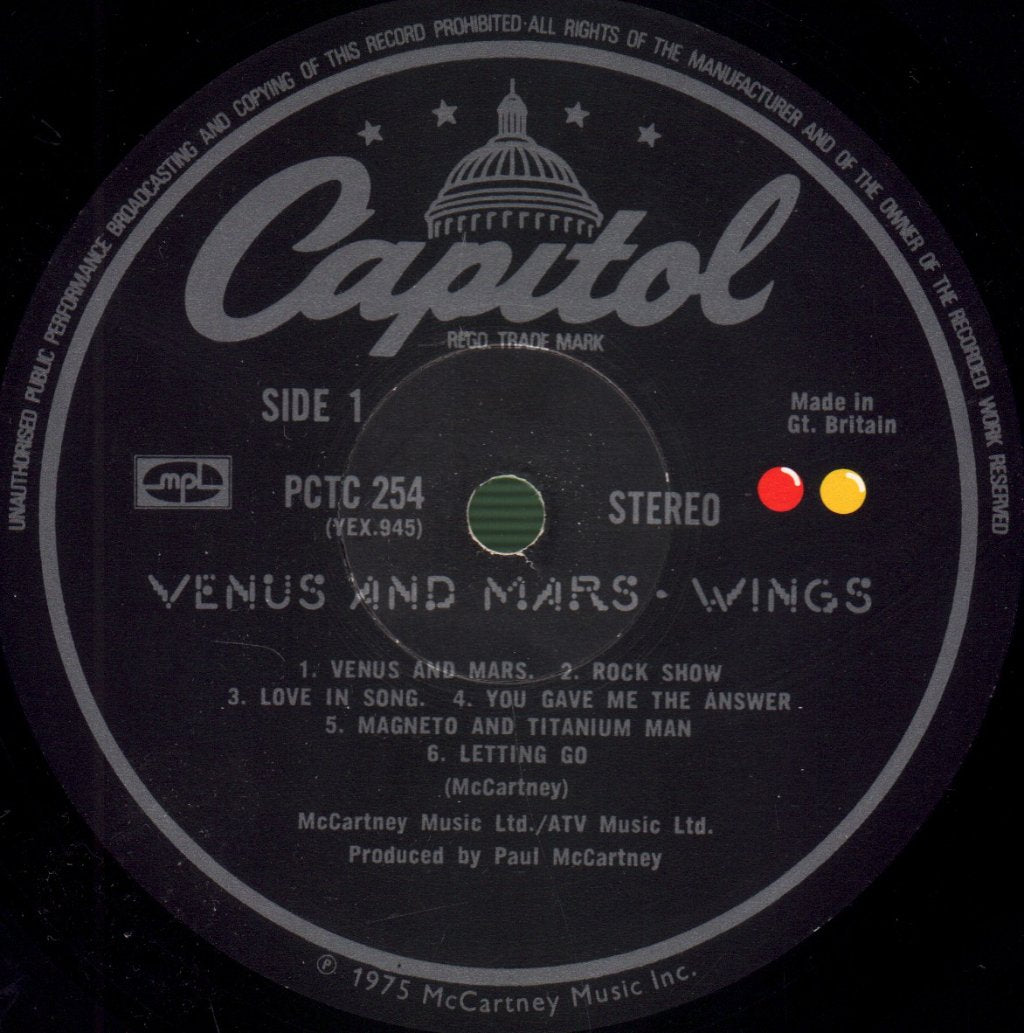 UNAUTHORISED PUBLIC PERFORMANCE BROADCASTING AND COPYING OF THIS RECORD PROHIBITED·ALL RIGHTS OF THE MANUFACTURER AND OF THE OWNER OF THE RECORDED WORK RESERVED
Capitol
REGD. TRADE MARK
SIDE 1
Made in
Gt. Britain
mpl
PCTC 254
(YEX.945)
STEREO
VENUS AND MARS · WINGS
1. VENUS AND MARS. 2. ROCK SHOW
3. LOVE IN SONG. 4. YOU GAVE ME THE ANSWER
5. MAGNETO AND TITANIUM MAN
6. LETTING GO
(McCartney)
McCartney Music Ltd./ATV Music Ltd.
Produced by Paul McCartney
℗ 1975 McCartney Music Inc.